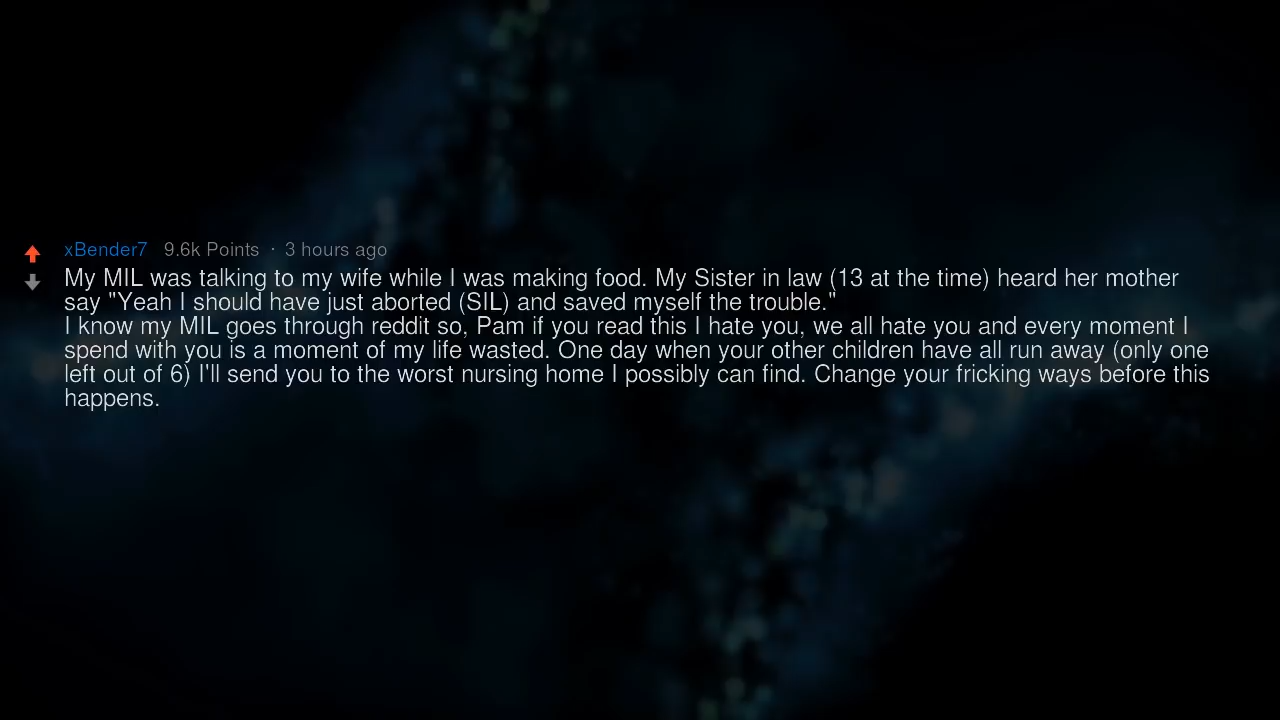 xBender7 9.6k Points · 3 hours ago
My MIL was talking to my wife while I was making food. My Sister in law (13 at the time) heard her mother
say "Yeah I should have just aborted (SIL) and saved myself the trouble."
I know my MIL goes through reddit so, Pam if you read this I hate you, we all hate you and every moment I
spend with you is a moment of my life wasted. One day when your other children have all run away (only one
left out of 6) I'll send you to the worst nursing home I possibly can find. Change your fricking ways before this
happens.